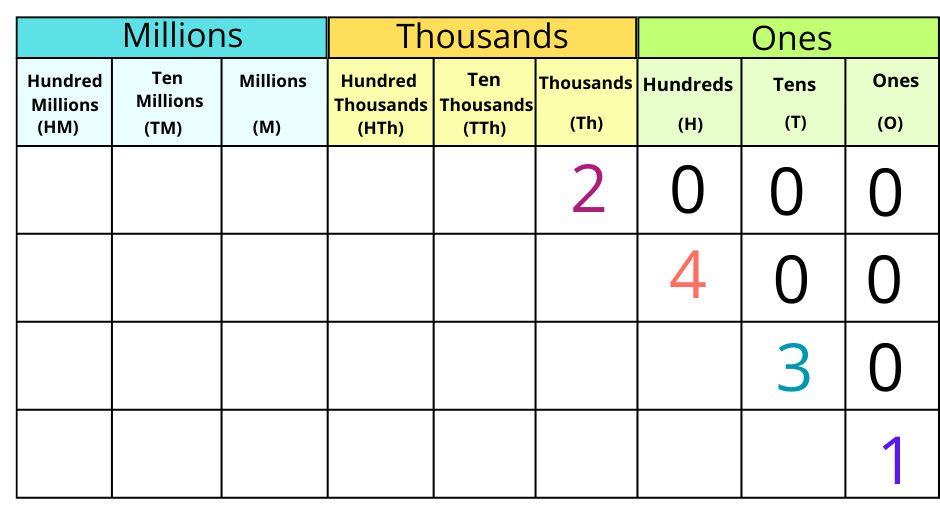 Millions Thousands Ones
Hundred Millions (HM) Ten Millions (TM) Millions (M) Hundred Thousands (HTh) Ten Thousands (TTh) Thousands (Th) Hundreds (H) Tens (T) Ones (O)
2 0 0 0
4 0 0
3 0
1